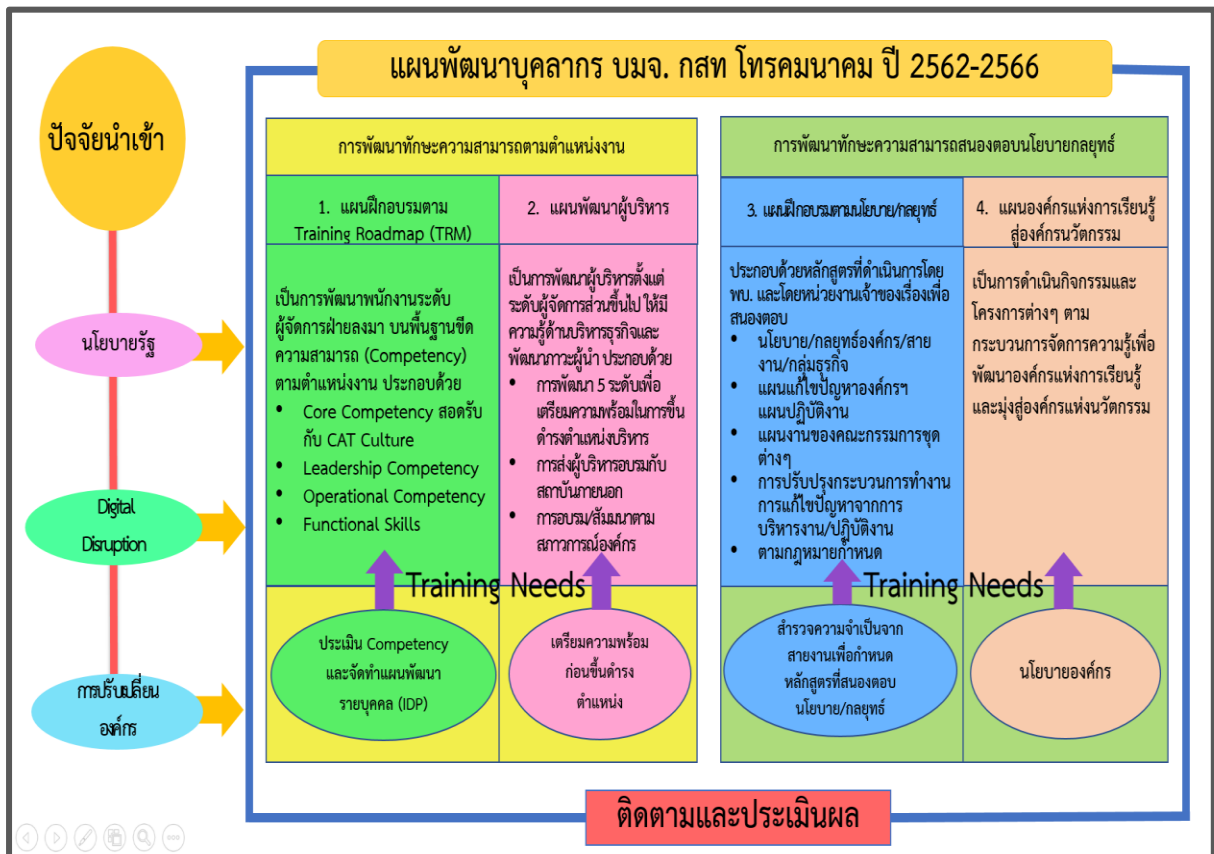 แผนพัฒนาบุคลากร บมจ. กสท โทรคมนาคม ปี 2562-2566
ปัจจัยนำเข้า
นโยบายรัฐ
Digital
Disruption
การปรับเปลี่ยน
องค์กร
การพัฒนาทักษะความสามารถตามตำแหน่งงาน
1. แผนฝึกอบรมตาม
Training Roadmap (TRM)
เป็นการพัฒนาพนักงานระดับ
ผู้จัดการฝ่ายลงมา บนพื้นฐานขีด
ความสามารถ (Competency)
ตามตำแหน่งงาน ประกอบด้วย
• Core Competency สอดรับ
กับ CAT Culture
• Leadership Competency
• Operational Competency
• Functional Skills
2. แผนพัฒนาผู้บริหาร
เป็นการพัฒนาผู้บริหารตั้งแต่
ระดับผู้จัดการส่วนขึ้นไป ให้มี
ความรู้ด้านบริหารธุรกิจและ
พัฒนาภาวะผู้นำ ประกอบด้วย
• การพัฒนา 5 ระดับเพื่อ
เตรียมความพร้อมในการขึ้น
ดำรงตำแหน่งบริหาร
• การส่งผู้บริหารอบรมกับ
สถาบันภายนอก
• การอบรม/สัมมนาตาม
สภาวการณ์องค์กร
Training Needs
ประเมิน Competency
และจัดทำแผนพัฒนา
รายบุคคล (IDP)
เตรียมความพร้อม
ก่อนขึ้นดำรง
ตำแหน่ง
การพัฒนาทักษะความสามารถสนองตอบนโยบายกลยุทธ์
3. แผนฝึกอบรมตามนโยบาย/กลยุทธ์
ประกอบด้วยหลักสูตรที่ดำเนินการโดย
พบ. และโดยหน่วยงานเจ้าของเรื่องเพื่อ
สนองตอบ
• นโยบาย/กลยุทธ์องค์กร/สาย
งาน/กลุ่มธุรกิจ
• แผนแก้ไขปัญหาองค์กรฯ
แผนปฏิบัติงาน
• แผนงานของคณะกรรมการชุด
ต่างๆ
• การปรับปรุงกระบวนการทำงาน
การแก้ไขปัญหาจากการ
บริหารงาน/ปฏิบัติงาน
• ตามกฎหมายกำหนด
4. แผนองค์กรแห่งการเรียนรู้
สู่องค์กรนวัตกรรม
เป็นการดำเนินกิจกรรมและ
โครงการต่างๆ ตาม
กระบวนการจัดการความรู้เพื่อ
พัฒนาองค์กรแห่งการเรียนรู้
และมุ่งสู่องค์กรแห่งนวัตกรรม
Training Needs
สำรวจความจำเป็นจาก
สายงานเพื่อกำหนด
หลักสูตรที่สนองตอบ
นโยบาย/กลยุทธ์
นโยบายองค์กร
ติดตามและประเมินผล